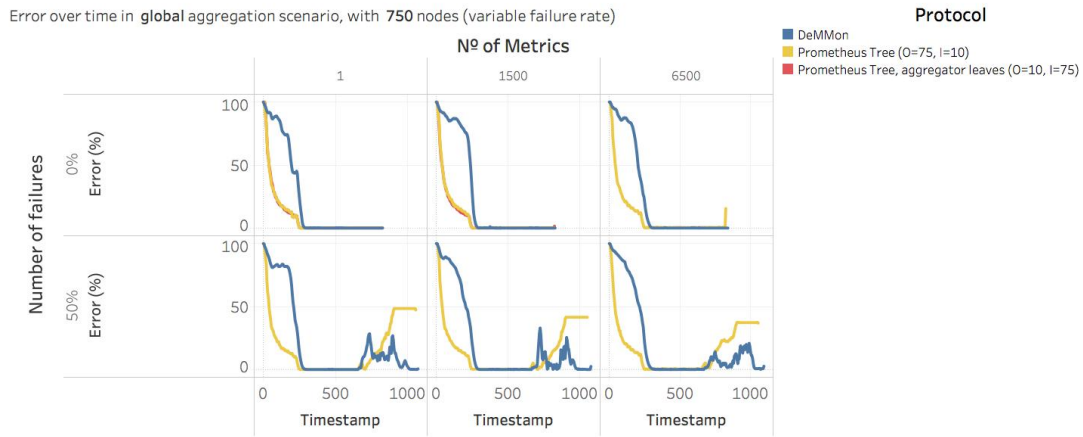 Error over time in global aggregation scenario, with 750 nodes (variable failure rate)
Protocol
DeMMon
Prometheus Tree (O=75, I=10)
Prometheus Tree, aggregator leaves (O=10, I=75)
Nº of Metrics
1 1500 6500
Number of failures
0%
Error (%)
100
50
0
50%
Error (%)
100
50
0
0 500 1000 0 500 1000 0 500 1000
Timestamp Timestamp Timestamp